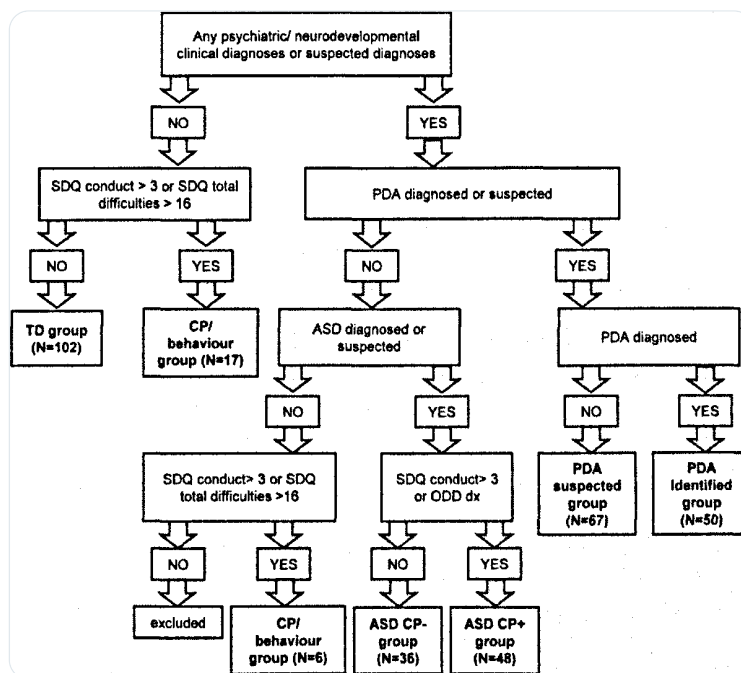 Any psychiatric/ neurodevelopmental
clinical diagnoses or suspected diagnoses
NO
YES
SDQ conduct > 3 or SDQ total
difficulties > 16
PDA diagnosed or suspected
NO
YES
NO
YES
TD group
(N=102)
CP/
behaviour
group (N=17)
ASD diagnosed or
suspected
PDA diagnosed
NO
YES
NO
YES
SDQ conduct> 3 or SDQ
total difficulties >16
SDQ conduct> 3
or ODD dx
PDA
suspected
group
(N=67)
PDA
Identified
group
(N=50)
NO
YES
NO
YES
excluded
CP/
behaviour
group (N=6)
ASD CP-
group
(N=36)
ASD CP+
group
(N=48)